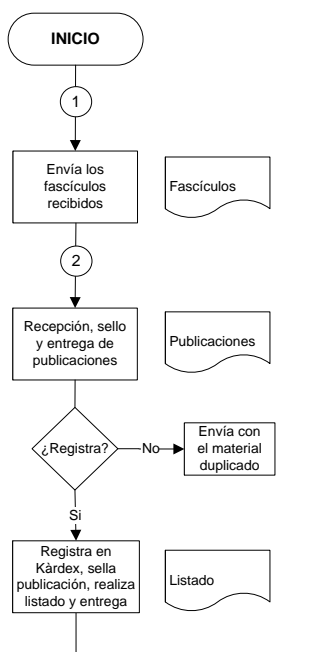 INICIO
1
Envía los
fascículos
recibidos
Fascículos
2
Recepción, sello
y entrega de
publicaciones
Publicaciones
¿Registra?
No
Envía con
el material
duplicado
Si
Registra en
Kàrdex, sella
publicación, realiza
listado y entrega
Listado